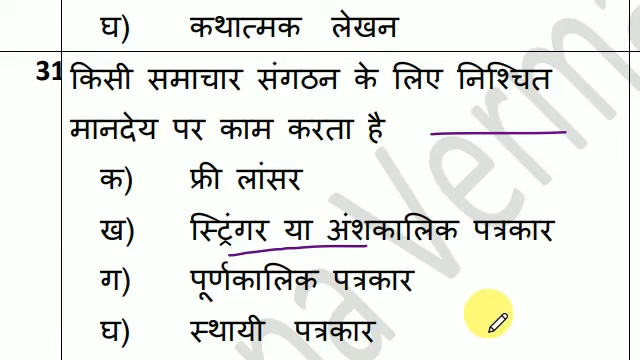 घ) कथात्मक लेखन
31 किसी समाचार संगठन के लिए निश्चित
मानदेय पर काम करता है
क) फ्री लांसर
ख) स्ट्रिंगर या अंशकालिक पत्रकार
ग) पूर्णकालिक पत्रकार
घ) स्थायी पत्रकार